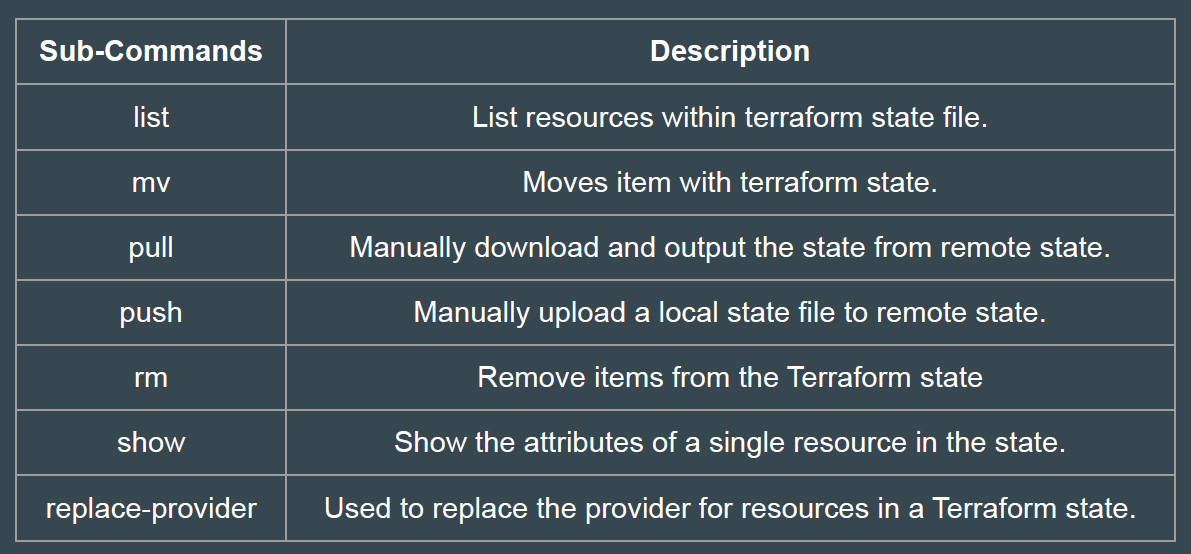 Sub-Commands Description
list List resources within terraform state file.
mv Moves item with terraform state.
pull Manually download and output the state from remote state.
push Manually upload a local state file to remote state.
rm Remove items from the Terraform state
show Show the attributes of a single resource in the state.
replace-provider Used to replace the provider for resources in a Terraform state.